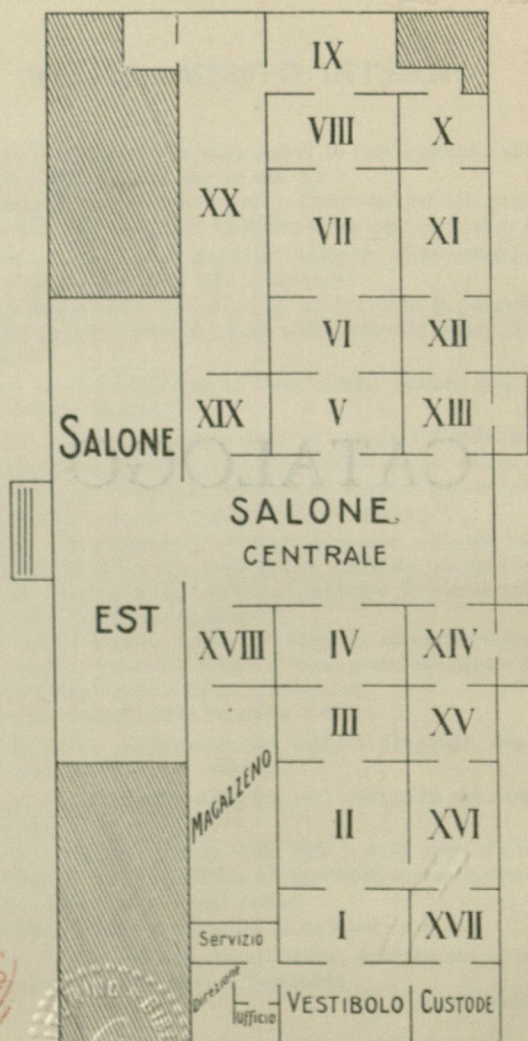 IX
VIII X
XX
VII XI
VI XII
XIX V XIII
SALONE
CATALOGO
SALONE
CENTRALE
EST
XVIII IV XIV
III XV
MAGAZZENO
II XVI
I XVII
Servizio
Direzione
Ufficio
VESTIBOLO CUSTODE